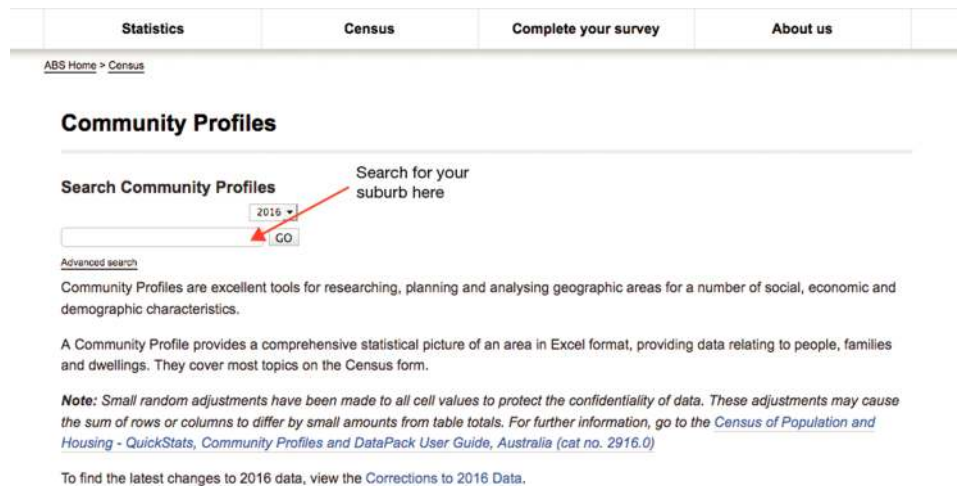 Statistics Census Complete your survey About us
ABS Home > Census
Community Profiles
Search for your
suburb here
Search Community Profiles
2016
GO
Advanced search
Community Profiles are excellent tools for researching, planning and analysing geographic areas for a number of social, economic and
demographic characteristics.
A Community Profile provides a comprehensive statistical picture of an area in Excel format, providing data relating to people, families
and dwellings. They cover most topics on the Census form.
Note: Small random adjustments have been made to all cell values to protect the confidentiality of data. These adjustments may cause
the sum of rows or columns to differ by small amounts from table totals. For further information, go to the Census of Population and
Housing - QuickStats, Community Profiles and DataPack User Guide, Australia (cat no. 2916.0)
To find the latest changes to 2016 data, view the Corrections to 2016 Data.